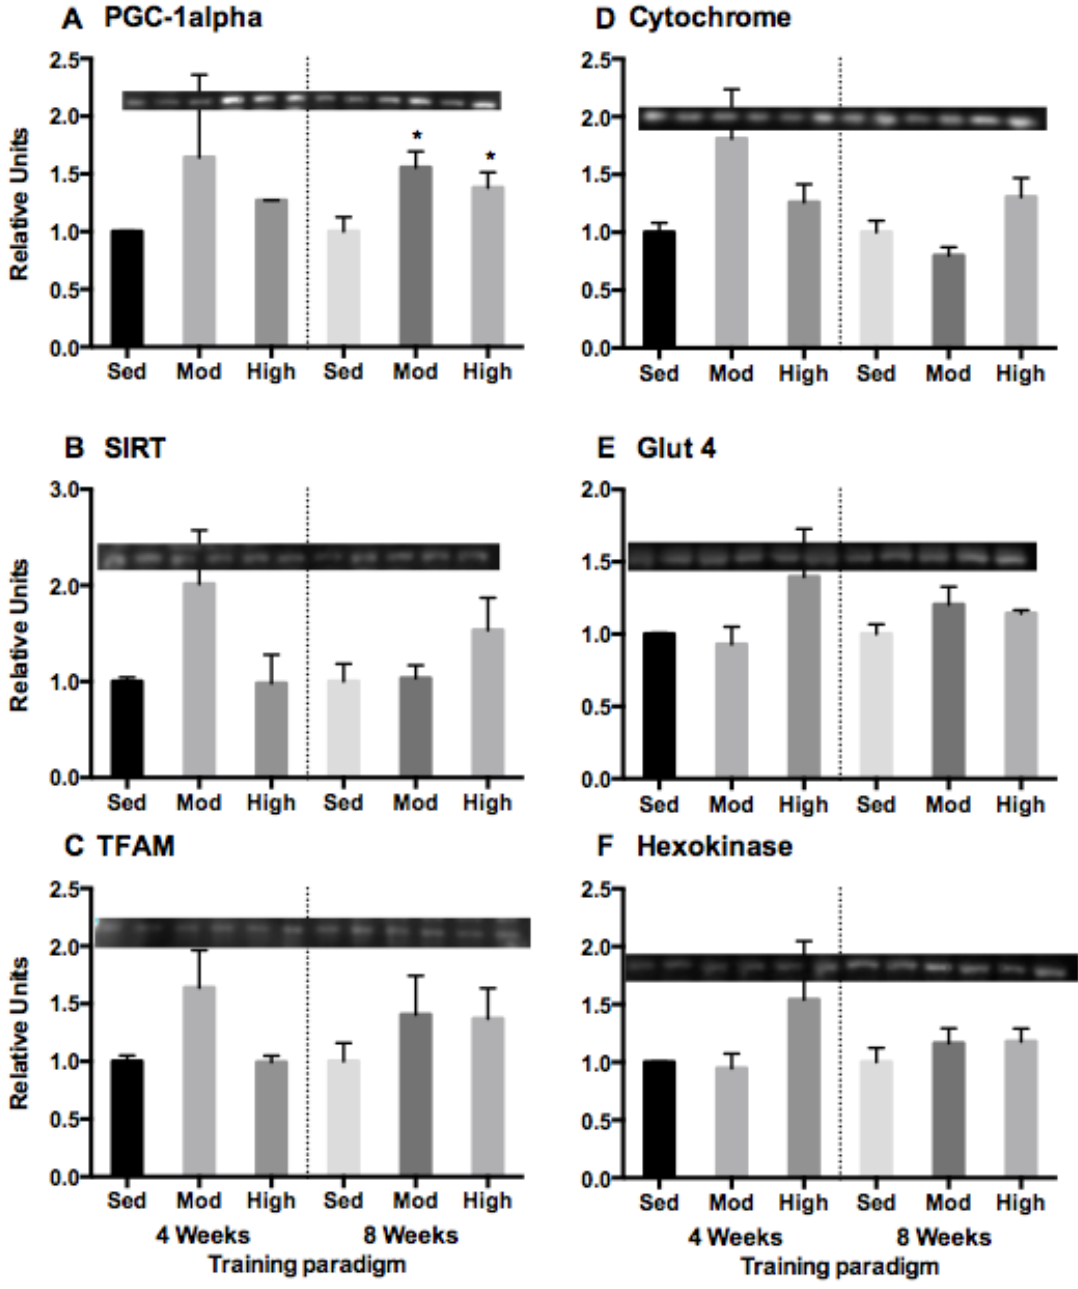 A PGC-1alpha
Relative Units
2.5
2.0
1.5
1.0
0.5
0.0
* *
Sed Mod High Sed Mod High
D Cytochrome
2.5
2.0
1.5
1.0
0.5
0.0
Sed Mod High Sed Mod High
B SIRT
Relative Units
3.0
2.0
1.0
0.0
Sed Mod High Sed Mod High
E Glut 4
2.0
1.5
1.0
0.5
0.0
Sed Mod High Sed Mod High
C TFAM
Relative Units
2.5
2.0
1.5
1.0
0.5
0.0
Sed Mod High Sed Mod High
4 Weeks 8 Weeks
Training paradigm
F Hexokinase
2.5
2.0
1.5
1.0
0.5
0.0
Sed Mod High Sed Mod High
4 Weeks 8 Weeks
Training paradigm